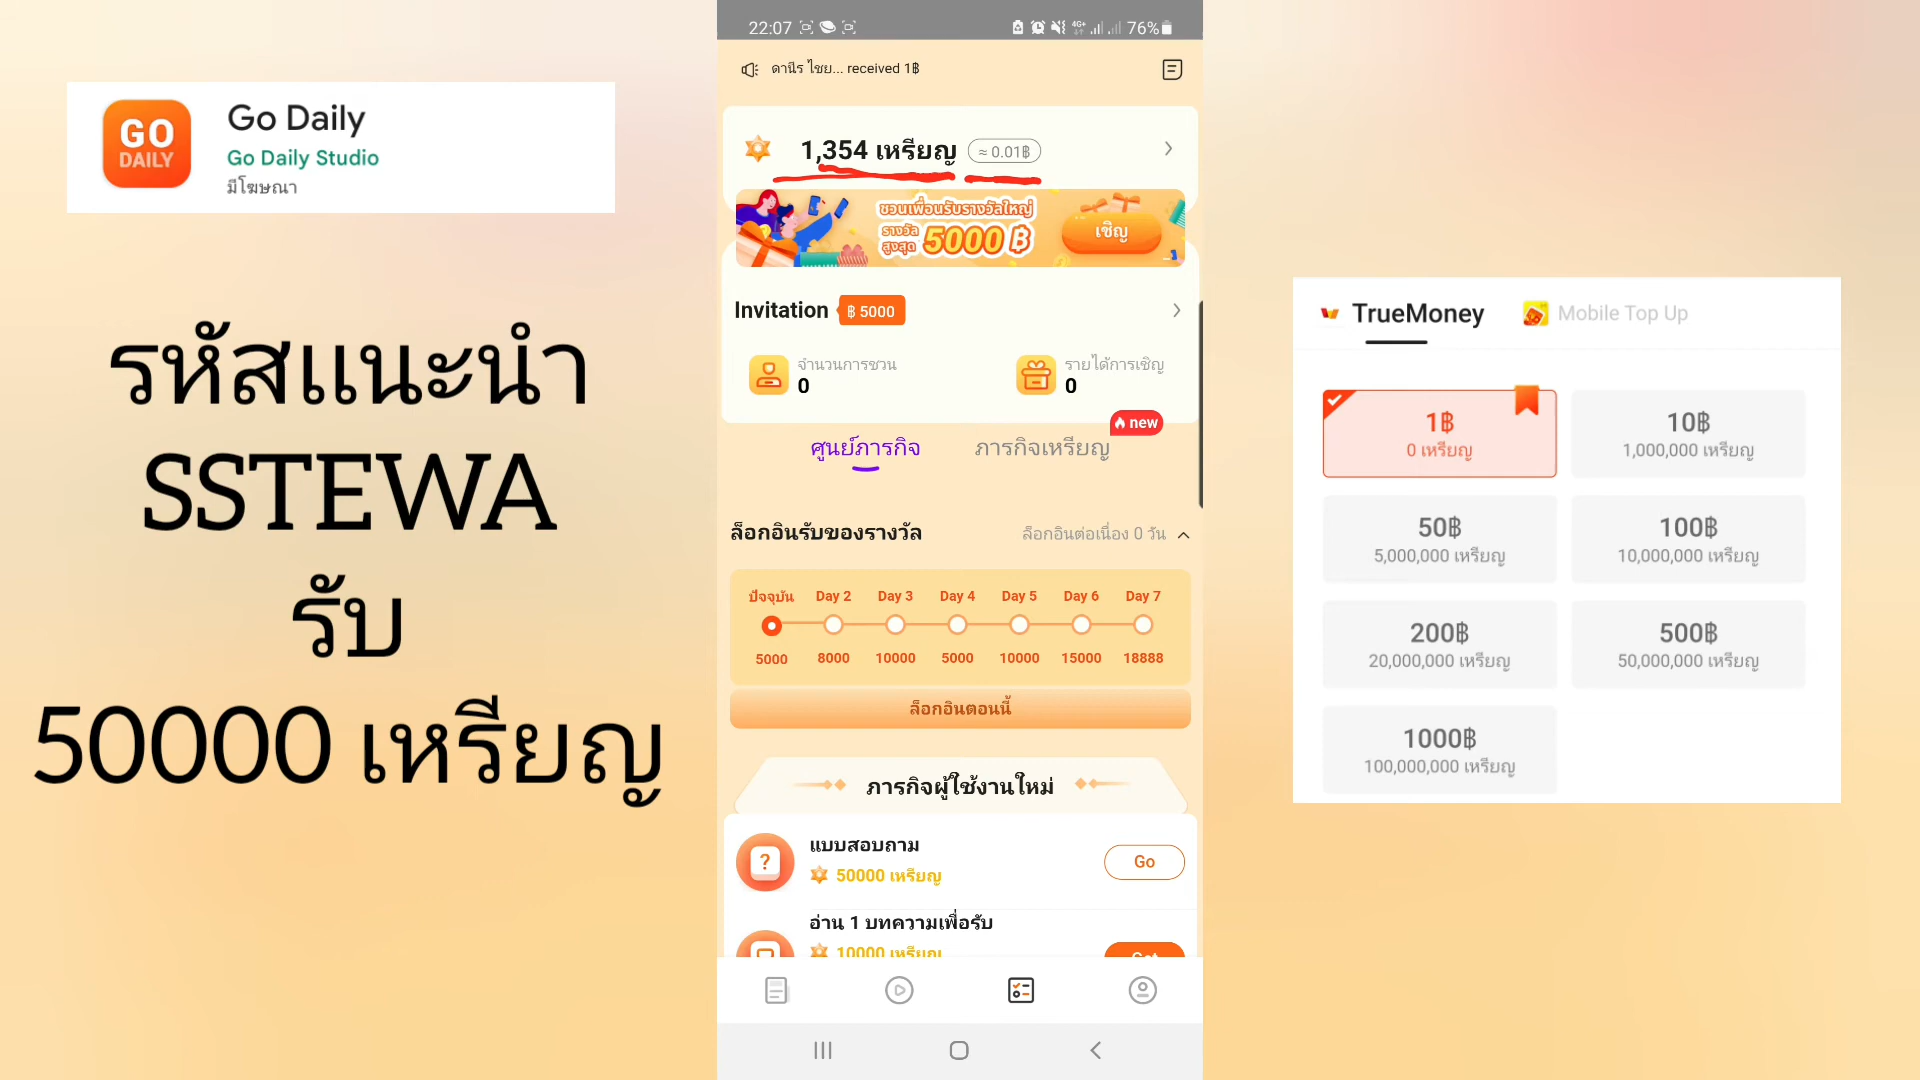 GO
DAILY
Go Daily
Go Daily Studio
มีโฆษณา
รหัสแนะนำ
SSTEWA
รับ
50000 เหรียญ
22:07
4G+
76%
ดานีร ไชย... received 1฿
1,354 เหรียญ
≈ 0.01฿
ชวนเพื่อนรับรางวัลใหญ่
รางวัล
สูงสุด
5000 ฿
เชิญ
Invitation
฿ 5000
จำนวนการชวน
0
รายได้การเชิญ
0
new
ศูนย์ภารกิจ
ภารกิจเหรียญ
ล็อกอินรับของรางวัล
ล็อกอินต่อเนื่อง 0 วัน
ปัจจุบัน Day 2 Day 3 Day 4 Day 5 Day 6 Day 7
5000 8000 10000 5000 10000 15000 18888
ล็อกอินตอนนี้
ภารกิจผู้ใช้งานใหม่
?
แบบสอบถาม
50000 เหรียญ
Go
อ่าน 1 บทความเพื่อรับ
10000 เหรียญ
TrueMoney
Mobile Top Up
1฿
0 เหรียญ
10฿
1,000,000 เหรียญ
50฿
5,000,000 เหรียญ
100฿
10,000,000 เหรียญ
200฿
20,000,000 เหรียญ
500฿
50,000,000 เหรียญ
1000฿
100,000,000 เหรียญ